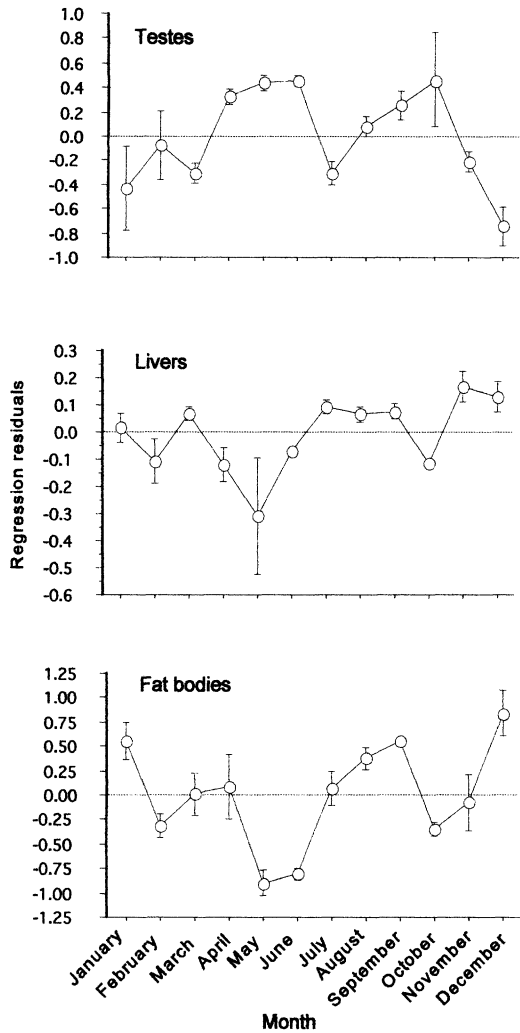 Testes
1.0
0.8
0.6
0.4
0.2
0.0
-0.2
-0.4
-0.6
-0.8
-1.0
Regression residuals
Livers
0.3
0.2
0.1
0.0
-0.1
-0.2
-0.3
-0.4
-0.5
-0.6
Fat bodies
1.25
1.00
0.75
0.50
0.25
0.00
-0.25
-0.50
-0.75
-1.00
-1.25
January
February
March
April
May
June
July
August
September
October
November
December
Month